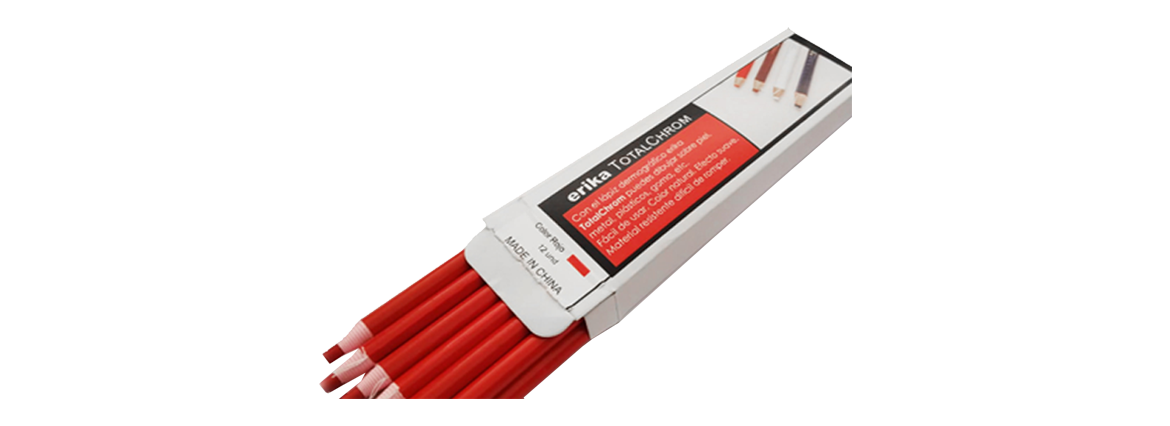 erika TOTALCHROM
Con el lápiz dermográfico erika
TotalChrom puedes dibujar sobre piel,
metal, plásticos, goma, etc.
Fácil de usar. Color natural. Efecto suave.
Material resistente difícil de romper.
Color Rojo
12 und
MADE IN CHINA